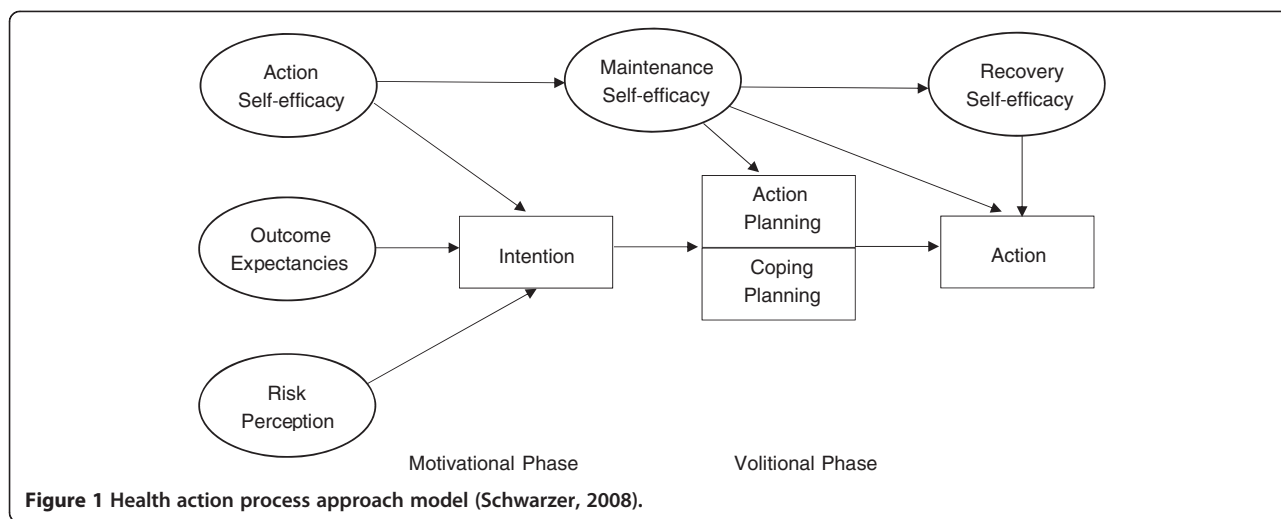 Action
Self-efficacy
Maintenance
Self-efficacy
Recovery
Self-efficacy
Outcome
Expectancies
Intention
Action
Planning
Coping
Planning
Action
Risk
Perception
Motivational Phase
Volitional Phase
Figure 1 Health action process approach model (Schwarzer, 2008).